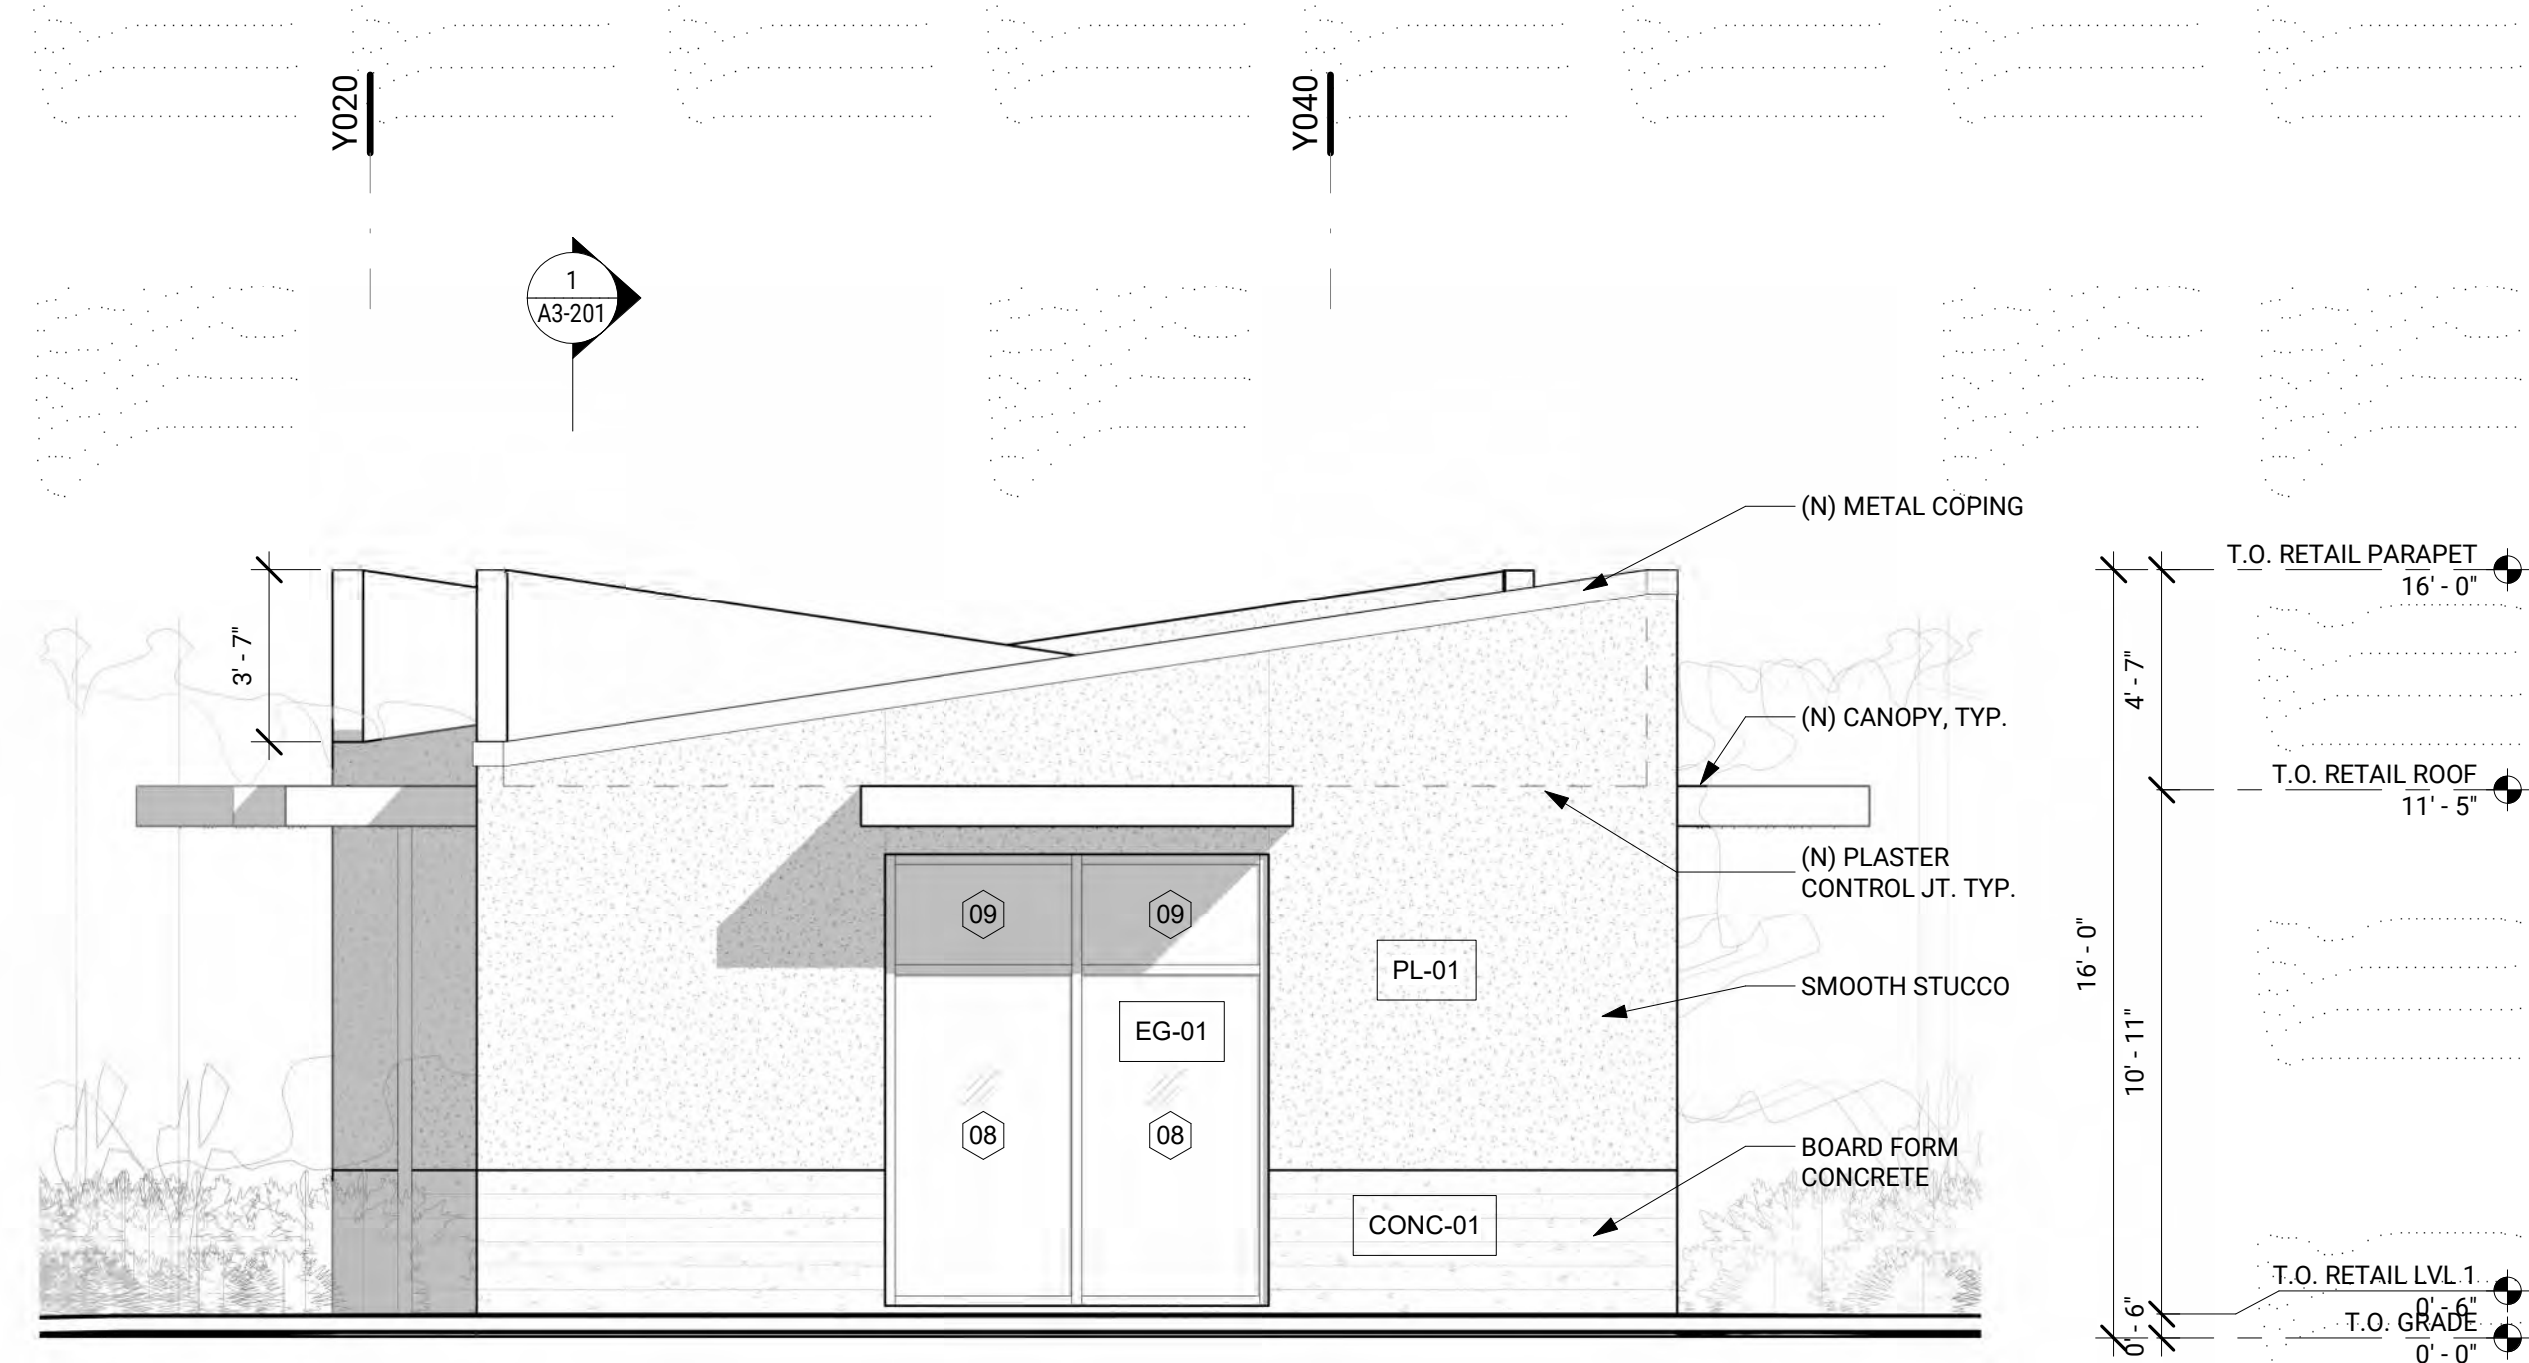 Y020
Y040
1
A3-201
(N) METAL COPING
T.O. RETAIL PARAPET
16' - 0"
3' - 7"
4' - 7"
(N) CANOPY, TYP.
T.O. RETAIL ROOF
11' - 5"
(N) PLASTER
CONTROL JT. TYP.
09
09
PL-01
16' - 0"
SMOOTH STUCCO
EG-01
10' - 11"
08
08
BOARD FORM
CONCRETE
CONC-01
T.O. RETAIL LVL 1
0' - 6"
0' - 6"
T.O. GRADE
0' - 0"